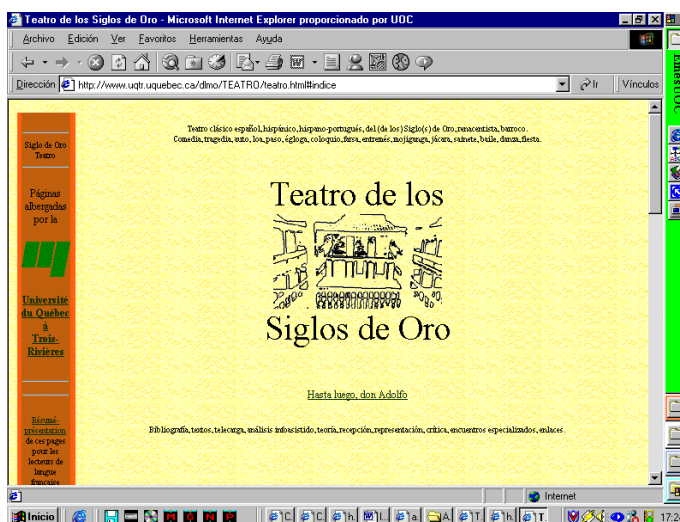 Teatro de los Siglos de Oro - Microsoft Internet Explorer proporcionado por UOC
Archivo Edición Ver Favoritos Herramientas Ayuda
Dirección http://www.uqtr.uquebec.ca/dlmo/TEATRO/teatro.html#indice Ir Vínculos
Teatro clásico español, hispánico, hispano-portugués, del (de los) Siglo(s) de Oro, renacentista, barroco.
Comedia, tragedia, auto, loa, paso, égloga, coloquio, farsa, entremés, mojiganga, jácara, sainete, baile, danza, fiesta.
Siglo de Oro
Teatro
Páginas
albergadas
por la
Université
du Québec
à
Trois-
Rivières
Résumé-
présentation
de ces pages
pour les
lecteurs de
langue
française
Teatro de los
Siglos de Oro
Hasta luego, don Adolfo
Bibliografía, textos, telecarga, análisis infoasistido, teoría, recepción, representación, crítica, encuentros especializados, enlaces.
Internet
Inicio
17:24